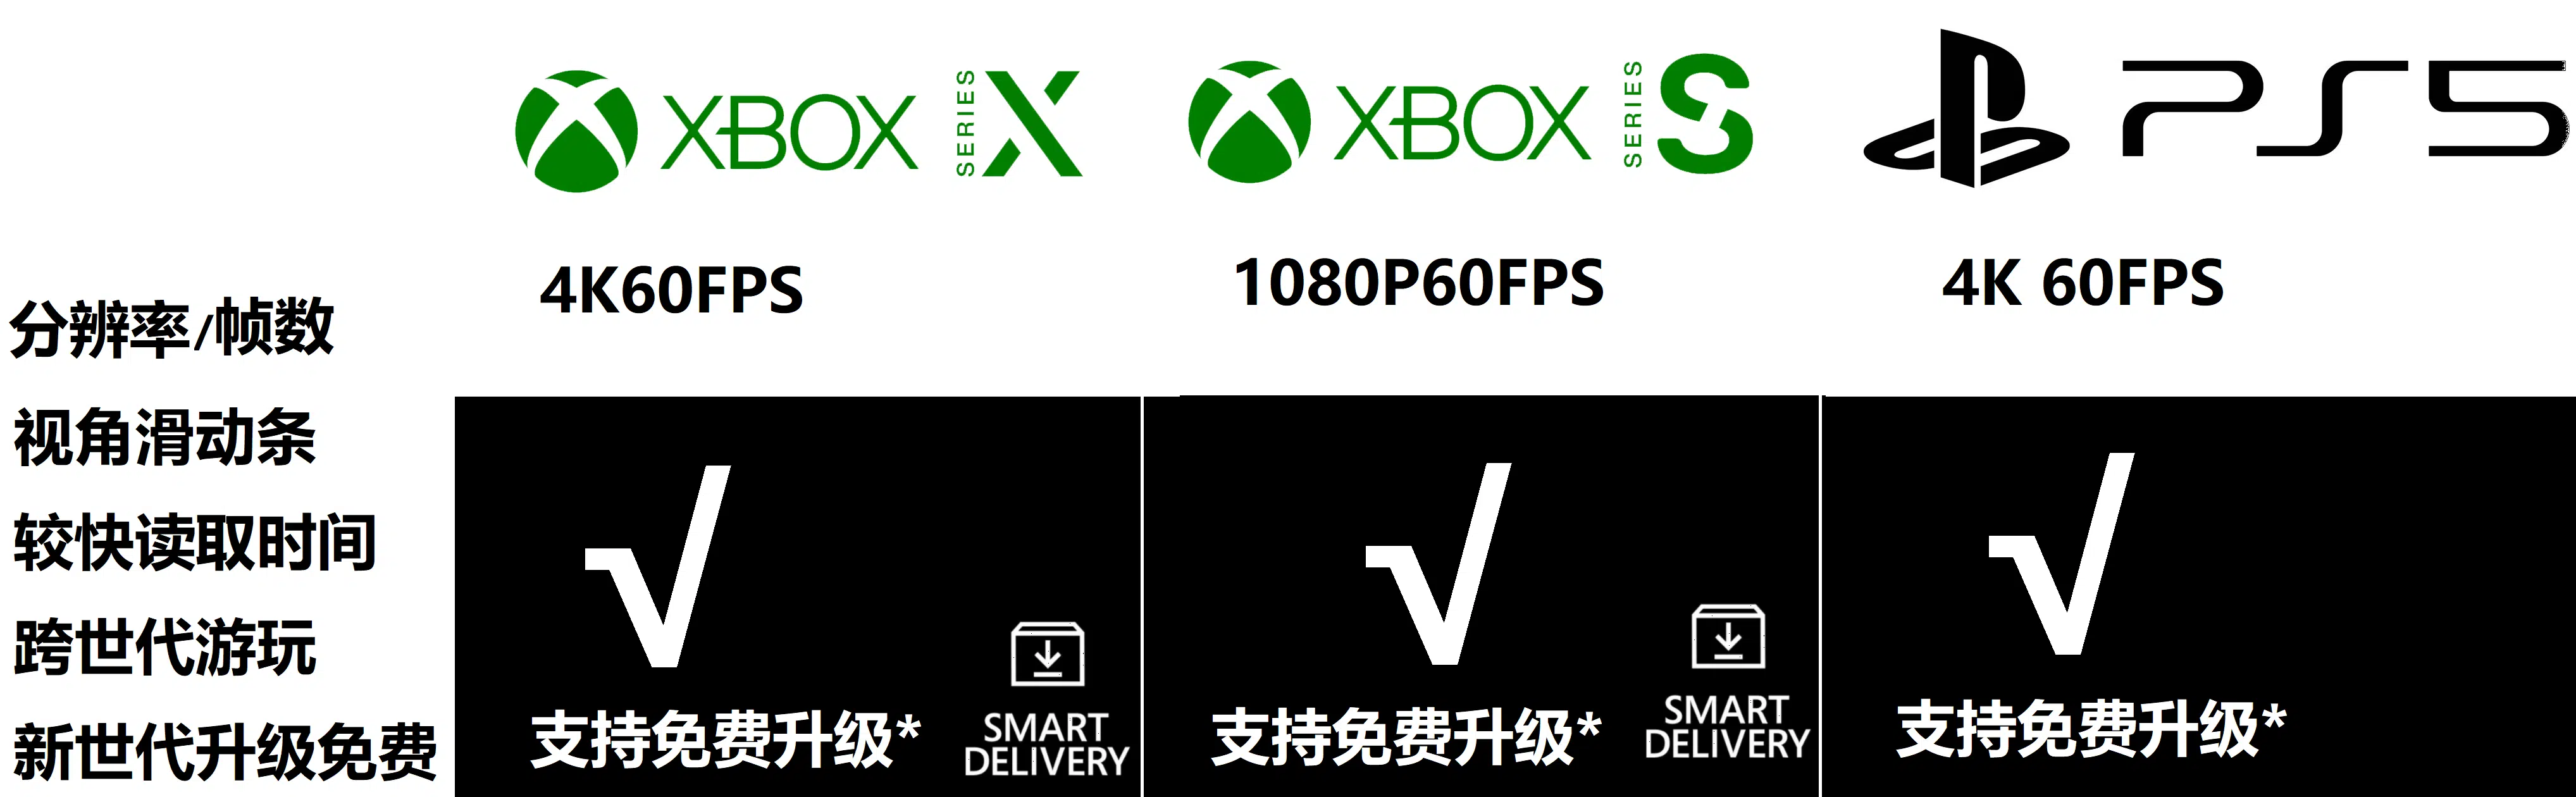 XBOX SERIES X
XBOX SERIES S
PS5
分辨率/帧数
4K60FPS
1080P60FPS
4K 60FPS
视角滑动条
较快读取时间
跨世代游玩
新世代升级免费
√
√
√
支持免费升级*
SMART
DELIVERY
支持免费升级*
SMART
DELIVERY
支持免费升级*